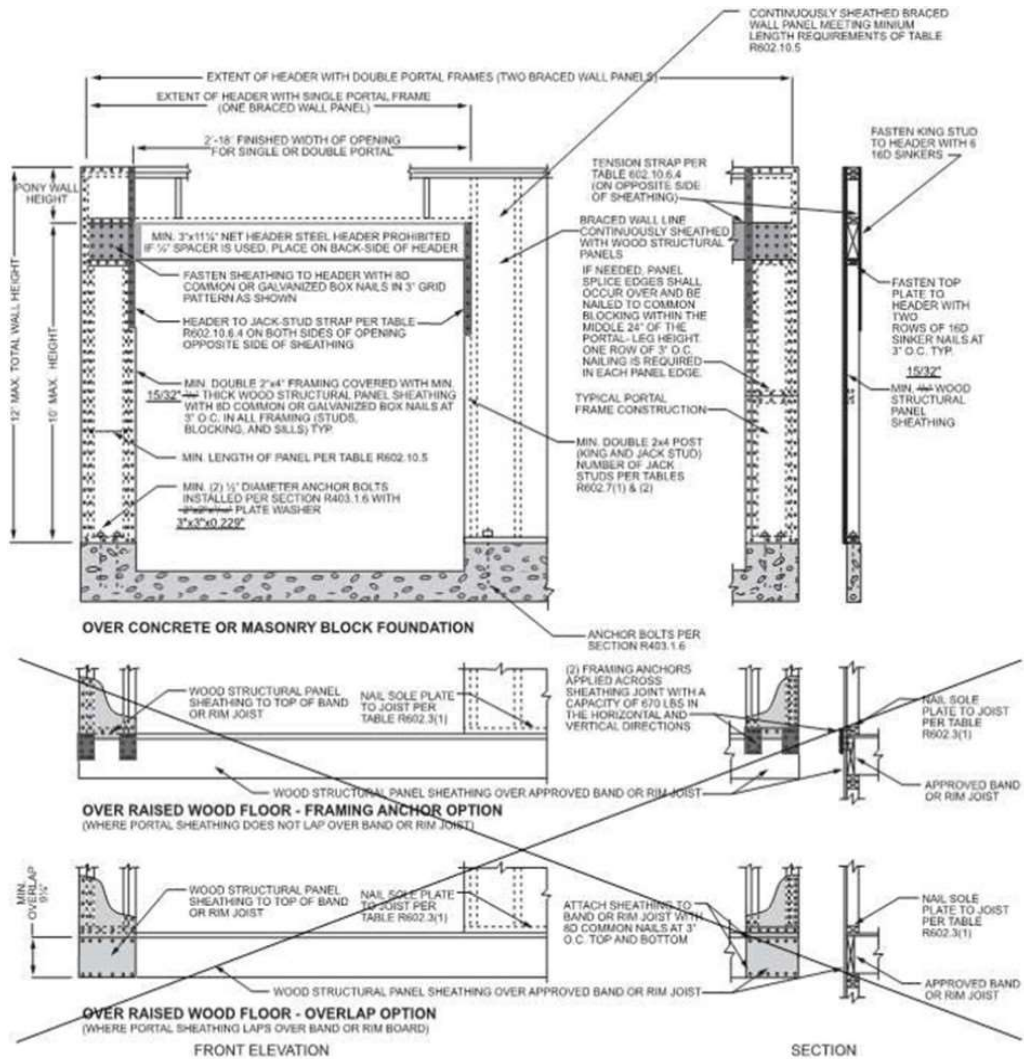 CONTINUOUSLY SHEATHED BRACED
WALL PANEL MEETING MINIUM
LENGTH REQUIREMENTS OF TABLE
R602.10.5
EXTENT OF HEADER WITH DOUBLE PORTAL FRAMES (TWO BRACED WALL PANELS)
EXTENT OF HEADER WITH SINGLE PORTAL FRAME
(ONE BRACED WALL PANEL)
2'-18' FINISHED WIDTH OF OPENING
FOR SINGLE OR DOUBLE PORTAL
FASTEN KING STUD
TO HEADER WITH 6
16D SINKERS
TENSION STRAP PER
TABLE 602.10.6.4
(ON OPPOSITE SIDE
OF SHEATHING)
PONY WALL
HEIGHT
BRACED WALL LINE
CONTINUOUSLY SHEATHED
WITH WOOD STRUCTURAL
PANELS
MIN. 3"x11¼" NET HEADER STEEL HEADER PROHIBITED
IF ½" SPACER IS USED, PLACE ON BACK-SIDE OF HEADER
FASTEN SHEATHING TO HEADER WITH 8D
COMMON OR GALVANIZED BOX NAILS IN 3" GRID
PATTERN AS SHOWN
IF NEEDED, PANEL
SPLICE EDGES SHALL
OCCUR OVER AND BE
NAILED TO COMMON
BLOCKING WITHIN THE
MIDDLE 24" OF THE
PORTAL- LEG HEIGHT.
ONE ROW OF 3" O.C.
NAILING IS REQUIRED
IN EACH PANEL EDGE.
FASTEN TOP
PLATE TO
HEADER WITH
TWO
ROWS OF 16D
SINKER NAILS AT
3" O.C. TYP.
HEADER TO JACK-STUD STRAP PER TABLE
R602.10.6.4 ON BOTH SIDES OF OPENING
OPPOSITE SIDE OF SHEATHING
12' MAX. TOTAL WALL HEIGHT
10' MAX. HEIGHT
MIN. DOUBLE 2"x4" FRAMING COVERED WITH MIN.
15/32" THICK WOOD STRUCTURAL PANEL SHEATHING
WITH 8D COMMON OR GALVANIZED BOX NAILS AT
3" O.C. IN ALL FRAMING (STUDS,
BLOCKING, AND SILLS) TYP.
15/32"
MIN. WOOD
STRUCTURAL
PANEL
SHEATHING
TYPICAL PORTAL
FRAME CONSTRUCTION
MIN. LENGTH OF PANEL PER TABLE R602.10.5
MIN. DOUBLE 2x4 POST
(KING AND JACK STUD)
NUMBER OF JACK
STUDS PER TABLES
R602.7(1) & (2)
MIN. (2) ½" DIAMETER ANCHOR BOLTS
INSTALLED PER SECTION R403.1.6 WITH
PLATE WASHER
3"x3"x0.229"
OVER CONCRETE OR MASONRY BLOCK FOUNDATION
ANCHOR BOLTS PER
SECTION R403.1.6
WOOD STRUCTURAL PANEL
SHEATHING TO TOP OF BAND
OR RIM JOIST
NAIL SOLE PLATE
TO JOIST PER
TABLE R602.3(1)
(2) FRAMING ANCHORS
APPLIED ACROSS
SHEATHING JOINT WITH A
CAPACITY OF 670 LBS IN
THE HORIZONTAL AND
VERTICAL DIRECTIONS
NAIL SOLE
PLATE TO JOIST
PER TABLE
R602.3(1)
WOOD STRUCTURAL PANEL SHEATHING OVER APPROVED BAND OR RIM JOIST
APPROVED BAND
OR RIM JOIST
OVER RAISED WOOD FLOOR - FRAMING ANCHOR OPTION
(WHERE PORTAL SHEATHING DOES NOT LAP OVER BAND OR RIM JOIST)
MIN.
OVERLAP
9¼"
WOOD STRUCTURAL PANEL
SHEATHING TO TOP OF BAND
OR RIM JOIST
NAIL SOLE PLATE
TO JOIST PER
TABLE R602.3(1)
ATTACH SHEATHING TO
BAND OR RIM JOIST WITH
8D COMMON NAILS AT 3"
O.C. TOP AND BOTTOM
NAIL SOLE
PLATE TO JOIST
PER TABLE
R602.3(1)
WOOD STRUCTURAL PANEL SHEATHING OVER APPROVED BAND OR RIM JOIST
APPROVED BAND
OR RIM JOIST
OVER RAISED WOOD FLOOR - OVERLAP OPTION
(WHERE PORTAL SHEATHING LAPS OVER BAND OR RIM BOARD)
FRONT ELEVATION
SECTION